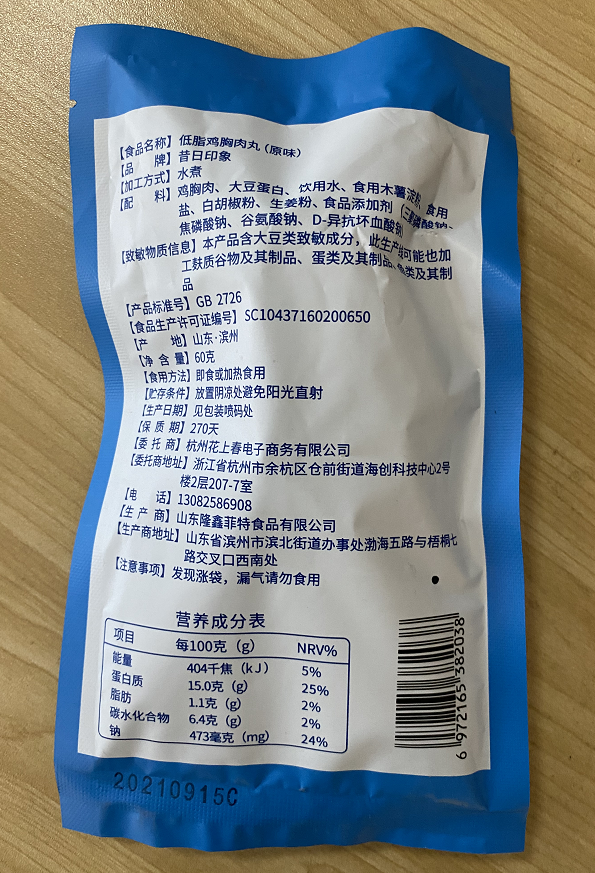 【食品名称】低脂鸡胸肉丸（原味）
【品 牌】昔日印象
【加工方式】水煮
【配 料】鸡胸肉、大豆蛋白、饮用水、食用木薯淀粉、食用
盐、白胡椒粉、生姜粉、食品添加剂（三聚磷酸钠、
焦磷酸钠、谷氨酸钠、D-异抗坏血酸钠）
【致敏物质信息】本产品含大豆类致敏成分，此生产线可能也加
工麸质谷物及其制品、蛋类及其制品、鱼类及其制
品
【产品标准号】GB 2726
【食品生产许可证编号】SC10437160200650
【产 地】山东·滨州
【净 含 量】60克
【食用方法】即食或加热食用
【贮存条件】放置阴凉处避免阳光直射
【生产日期】见包装喷码处
【保 质 期】270天
【委 托 商】杭州花上春电子商务有限公司
【委托商地址】浙江省杭州市余杭区仓前街道海创科技中心2号
楼2层207-7室
【电 话】13082586908
【生 产 商】山东隆鑫菲特食品有限公司
【生产商地址】山东省滨州市滨北街道办事处渤海五路与梧桐七
路交叉口西南处
【注意事项】发现涨袋，漏气请勿食用
营养成分表
项目 每100克（g） NRV%
能量 404千焦（kJ） 5%
蛋白质 15.0克（g） 25%
脂肪 1.1克（g） 2%
碳水化合物 6.4克（g） 2%
钠 473毫克（mg） 24%
6 972165 382038
20210915C